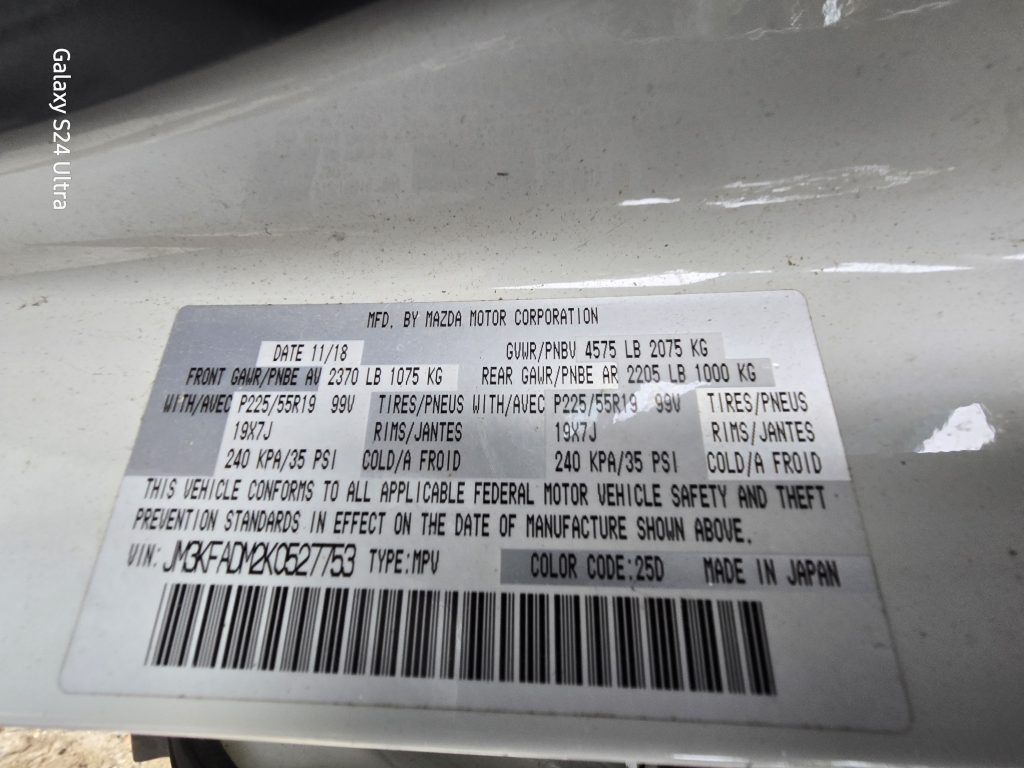 Galaxy S24 Ultra
MFD. BY MAZDA MOTOR CORPORATION
DATE 11/18 GVWR/PNBV 4575 LB 2075 KG
FRONT GAWR/PNBE AV 2370 LB 1075 KG REAR GAWR/PNBE AR 2205 LB 1000 KG
WITH/AVEC P225/55R19 99V TIRES/PNEUS WITH/AVEC P225/55R19 99V TIRES/PNEUS
19X7J RIMS/JANTES 19X7J RIMS/JANTES
240 KPA/35 PSI COLD/A FROID 240 KPA/35 PSI COLD/A FROID
THIS VEHICLE CONFORMS TO ALL APPLICABLE FEDERAL MOTOR VEHICLE SAFETY AND THEFT
PREVENTION STANDARDS IN EFFECT ON THE DATE OF MANUFACTURE SHOWN ABOVE.
VIN: JM3KFADM2K0527753 TYPE:MPV COLOR CODE:25D MADE IN JAPAN